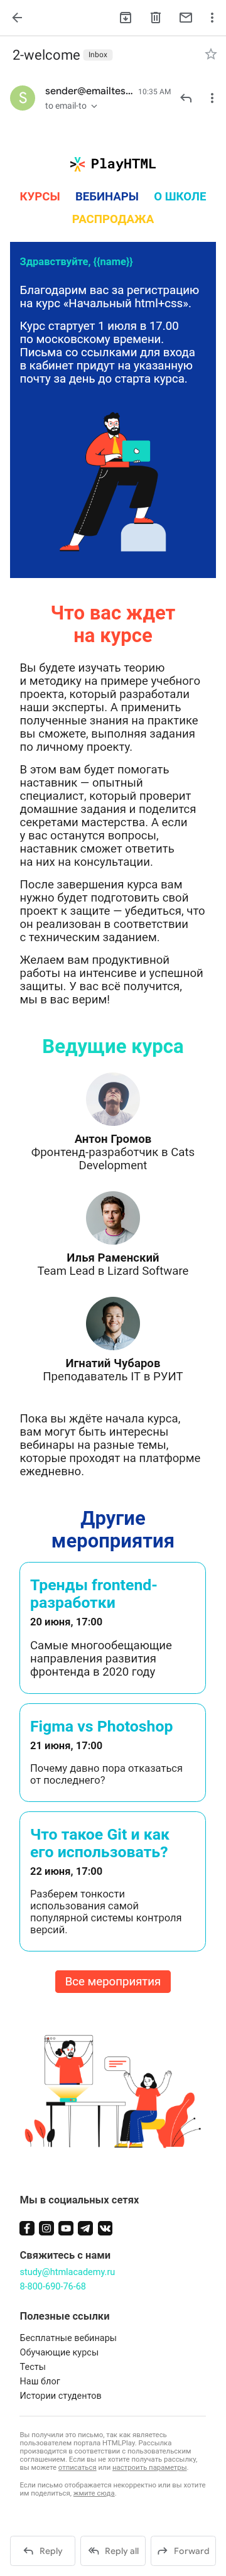 2-welcome Inbox
S
sender@emailtes... 10:35 AM
to email-to
PlayHTML
КУРСЫ ВЕБИНАРЫ О ШКОЛЕ
РАСПРОДАЖА
Здравствуйте, {{name}}
Благодарим вас за регистрацию
на курс «Начальный html+css».
Курс стартует 1 июля в 17.00
по московскому времени.
Письма со ссылками для входа
в кабинет придут на указанную
почту за день до старта курса.
Что вас ждет
на курсе
Вы будете изучать теорию
и методику на примере учебного
проекта, который разработали
наши эксперты. А применить
полученные знания на практике
вы сможете, выполняя задания
по личному проекту.
В этом вам будет помогать
наставник — опытный
специалист, который проверит
домашние задания и поделится
секретами мастерства. А если
у вас останутся вопросы,
наставник сможет ответить
на них на консультации.
После завершения курса вам
нужно будет подготовить свой
проект к защите — убедиться, что
он реализован в соответствии
с техническим заданием.
Желаем вам продуктивной
работы на интенсиве и успешной
защиты. У вас всё получится,
мы в вас верим!
Ведущие курса
Антон Громов
Фронтенд-разработчик в Cats
Development
Илья Раменский
Team Lead в Lizard Software
Игнатий Чубаров
Преподаватель IT в РУИТ
Пока вы ждёте начала курса,
вам могут быть интересны
вебинары на разные темы,
которые проходят на платформе
ежедневно.
Другие
мероприятия
Тренды frontend-
разработки
20 июня, 17:00
Самые многообещающие
направления развития
фронтенда в 2020 году
Figma vs Photoshop
21 июня, 17:00
Почему давно пора отказаться
от последнего?
Что такое Git и как
его использовать?
22 июня, 17:00
Разберем тонкости
использования самой
популярной системы контроля
версий.
Все мероприятия
Мы в социальных сетях
Свяжитесь с нами
study@htmlacademy.ru
8-800-690-76-68
Полезные ссылки
Бесплатные вебинары
Обучающие курсы
Тесты
Наш блог
Истории студентов
Вы получили это письмо, так как являетесь
пользователем портала HTMLPlay. Рассылка
производится в соответствии с пользовательским
соглашением. Если вы не хотите получать рассылку,
вы можете отписаться или настроить параметры.
Если письмо отображается некорректно или вы хотите
им поделиться, жмите сюда.
Reply Reply all Forward